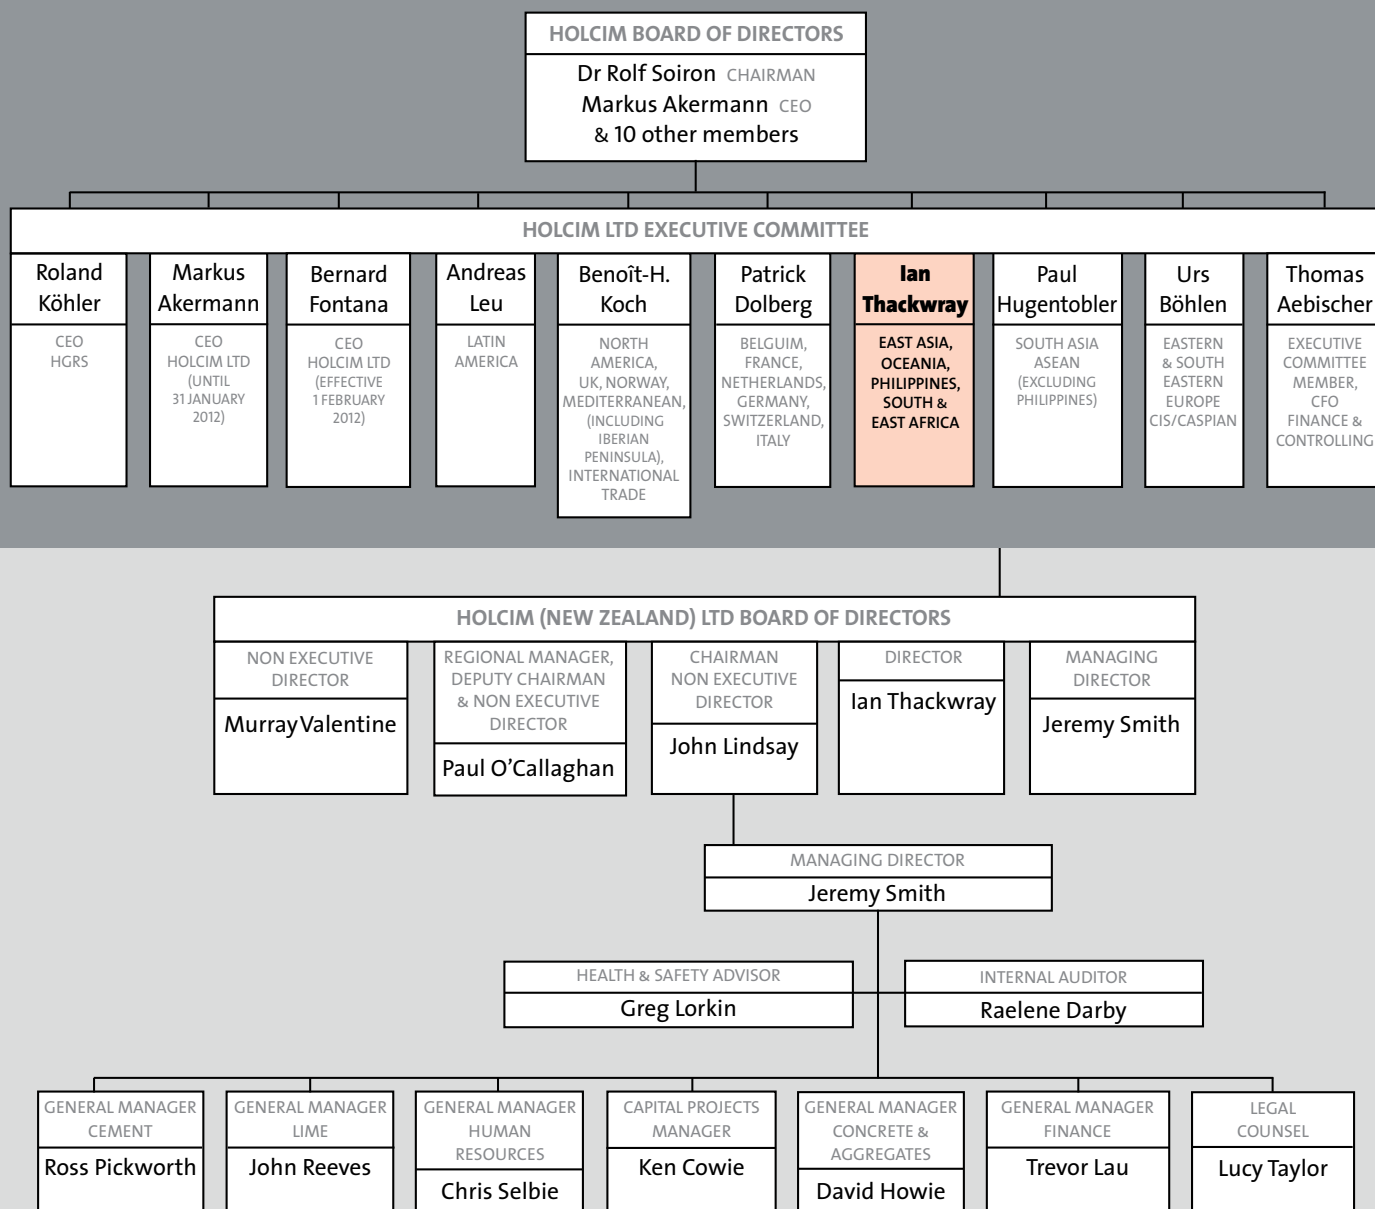 HOLCIM BOARD OF DIRECTORS
Dr Rolf Soiron CHAIRMAN
Markus Akermann CEO
& 10 other members
HOLCIM LTD EXECUTIVE COMMITTEE
Roland
Köhler
CEO
HGRS
Markus
Akermann
CEO
HOLCIM LTD
(UNTIL
31 JANUARY
2012)
Bernard
Fontana
CEO
HOLCIM LTD
(EFFECTIVE
1 FEBRUARY
2012)
Andreas
Leu
LATIN
AMERICA
Benoît-H.
Koch
NORTH
AMERICA,
UK, NORWAY,
MEDITERRANEAN,
(INCLUDING
IBERIAN
PENINSULA),
INTERNATIONAL
TRADE
Patrick
Dolberg
BELGUIM,
FRANCE,
NETHERLANDS,
GERMANY,
SWITZERLAND,
ITALY
Ian
Thackwray
EAST ASIA,
OCEANIA,
PHILIPPINES,
SOUTH &
EAST AFRICA
Paul
Hugentobler
SOUTH ASIA
ASEAN
(EXCLUDING
PHILIPPINES)
Urs
Böhlen
EASTERN
& SOUTH
EASTERN
EUROPE
CIS/CASPIAN
Thomas
Aebischer
EXECUTIVE
COMMITTEE
MEMBER,
CFO
FINANCE &
CONTROLLING
HOLCIM (NEW ZEALAND) LTD BOARD OF DIRECTORS
NON EXECUTIVE
DIRECTOR
Murray Valentine
REGIONAL MANAGER,
DEPUTY CHAIRMAN
& NON EXECUTIVE
DIRECTOR
Paul O'Callaghan
CHAIRMAN
NON EXECUTIVE
DIRECTOR
John Lindsay
DIRECTOR
Ian Thackwray
MANAGING
DIRECTOR
Jeremy Smith
MANAGING DIRECTOR
Jeremy Smith
HEALTH & SAFETY ADVISOR
Greg Lorkin
INTERNAL AUDITOR
Raelene Darby
GENERAL MANAGER
CEMENT
Ross Pickworth
GENERAL MANAGER
LIME
John Reeves
GENERAL MANAGER
HUMAN
RESOURCES
Chris Selbie
CAPITAL PROJECTS
MANAGER
Ken Cowie
GENERAL MANAGER
CONCRETE &
AGGREGATES
David Howie
GENERAL MANAGER
FINANCE
Trevor Lau
LEGAL
COUNSEL
Lucy Taylor